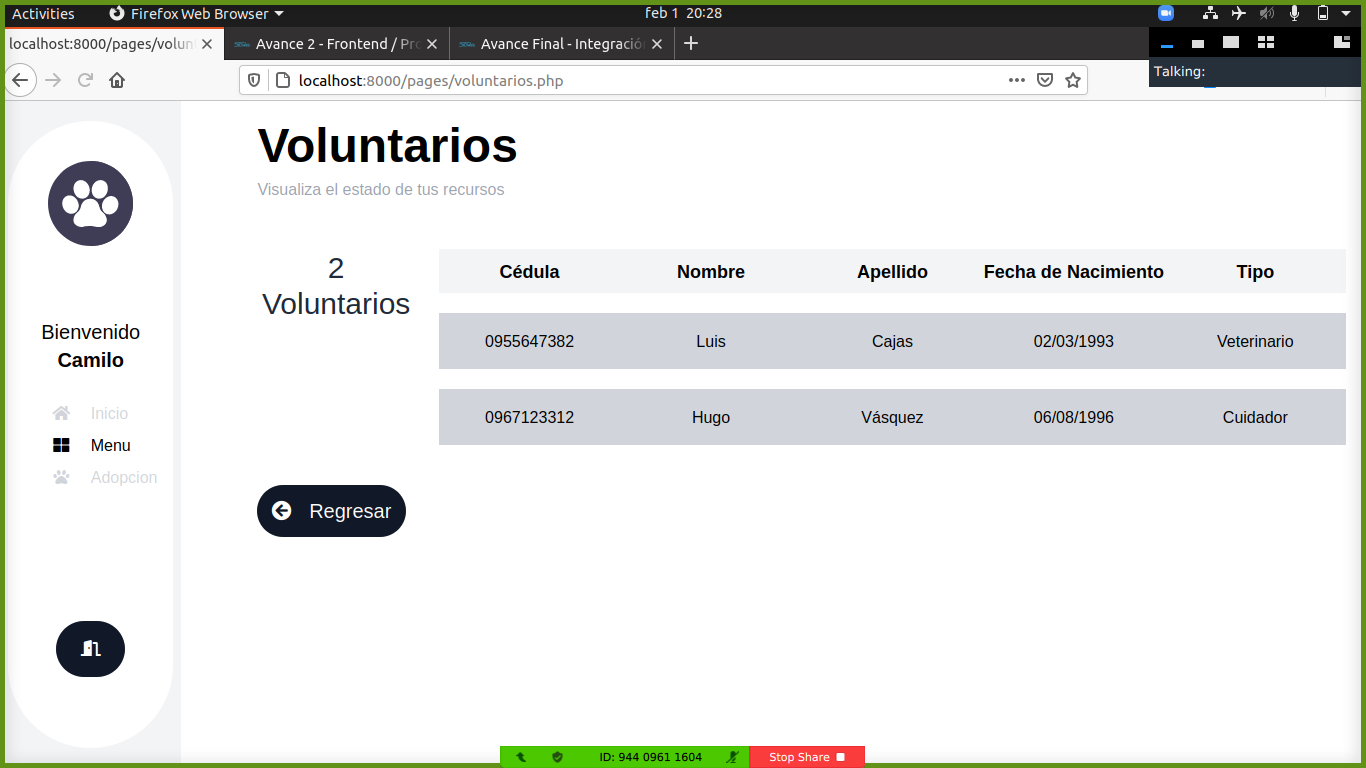 Activities Firefox Web Browser feb 1 20:28
localhost:8000/pages/volun Avance 2 - Frontend / Pro Avance Final - Integración
localhost:8000/pages/voluntarios.php
Talking:
Voluntarios
Visualiza el estado de tus recursos
2
Voluntarios
Cédula Nombre Apellido Fecha de Nacimiento Tipo
0955647382 Luis Cajas 02/03/1993 Veterinario
0967123312 Hugo Vásquez 06/08/1996 Cuidador
Bienvenido
Camilo
Inicio
Menu
Adopcion
Regresar
ID: 944 0961 1604 Stop Share